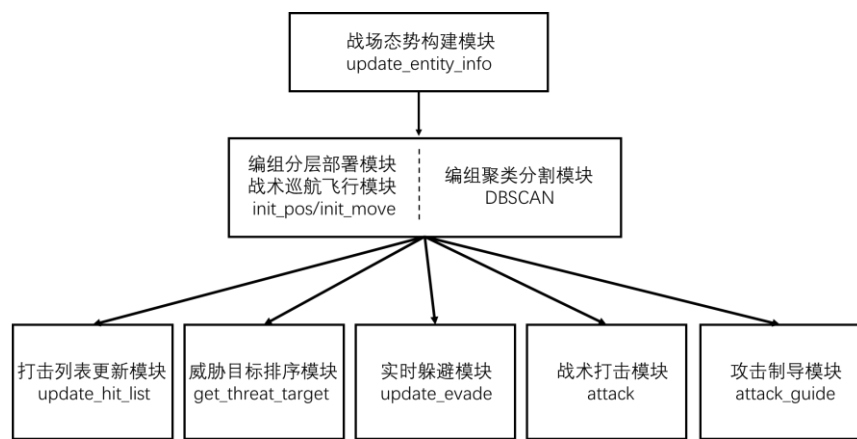 战场态势构建模块
update_entity_info
编组分层部署模块
战术巡航飞行模块
init_pos/init_move
编组聚类分割模块
DBSCAN
打击列表更新模块
update_hit_list
威胁目标排序模块
get_threat_target
实时躲避模块
update_evade
战术打击模块
attack
攻击制导模块
attack_guide